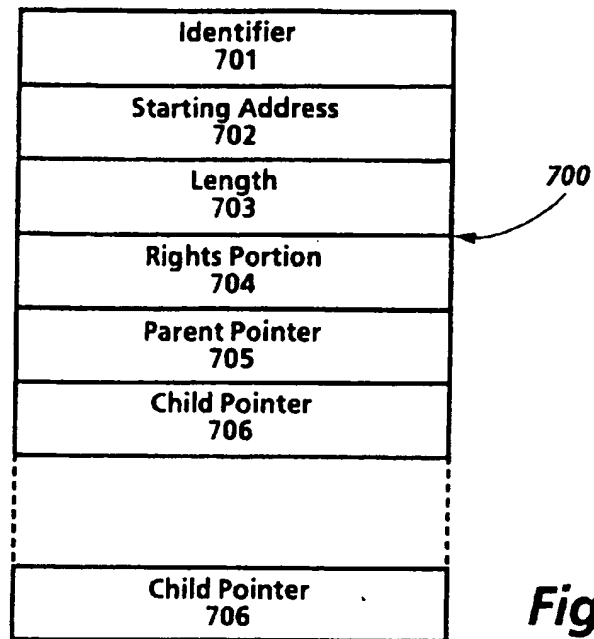 Identifier
701
Starting Address
702
Length
703
700
Rights Portion
704
Parent Pointer
705
Child Pointer
706
Child Pointer
706
Fig